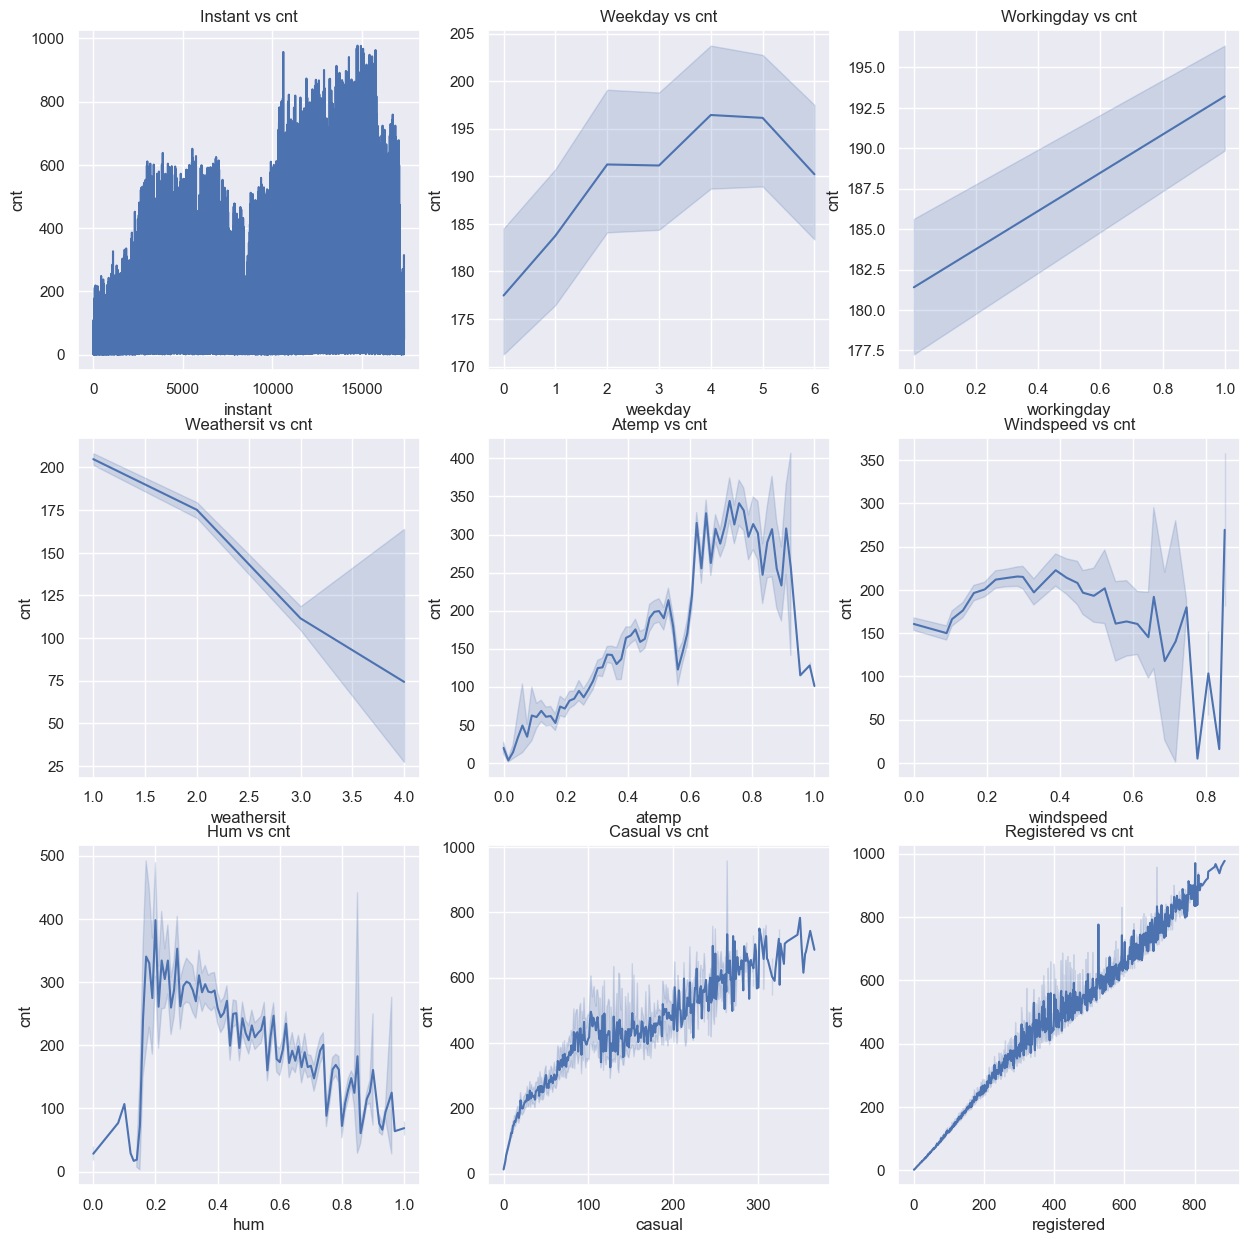 Instant vs cnt
Weekday vs cnt
Workingday vs cnt
1000
800
600
400
200
0
cnt
0 5000 10000 15000
instant
205
200
195
190
185
180
175
170
cnt
0 1 2 3 4 5 6
weekday
195.0
192.5
190.0
187.5
185.0
182.5
180.0
177.5
cnt
0.0 0.2 0.4 0.6 0.8 1.0
workingday
Weathersit vs cnt
Atemp vs cnt
Windspeed vs cnt
200
175
150
125
100
75
50
25
cnt
1.0 1.5 2.0 2.5 3.0 3.5 4.0
weathersit
400
350
300
250
200
150
100
50
0
cnt
0.0 0.2 0.4 0.6 0.8 1.0
atemp
350
300
250
200
150
100
50
0
cnt
0.0 0.2 0.4 0.6 0.8
windspeed
Hum vs cnt
Casual vs cnt
Registered vs cnt
500
400
300
200
100
0
cnt
0.0 0.2 0.4 0.6 0.8 1.0
hum
1000
800
600
400
200
0
cnt
0 100 200 300
casual
1000
800
600
400
200
0
cnt
0 200 400 600 800
registered